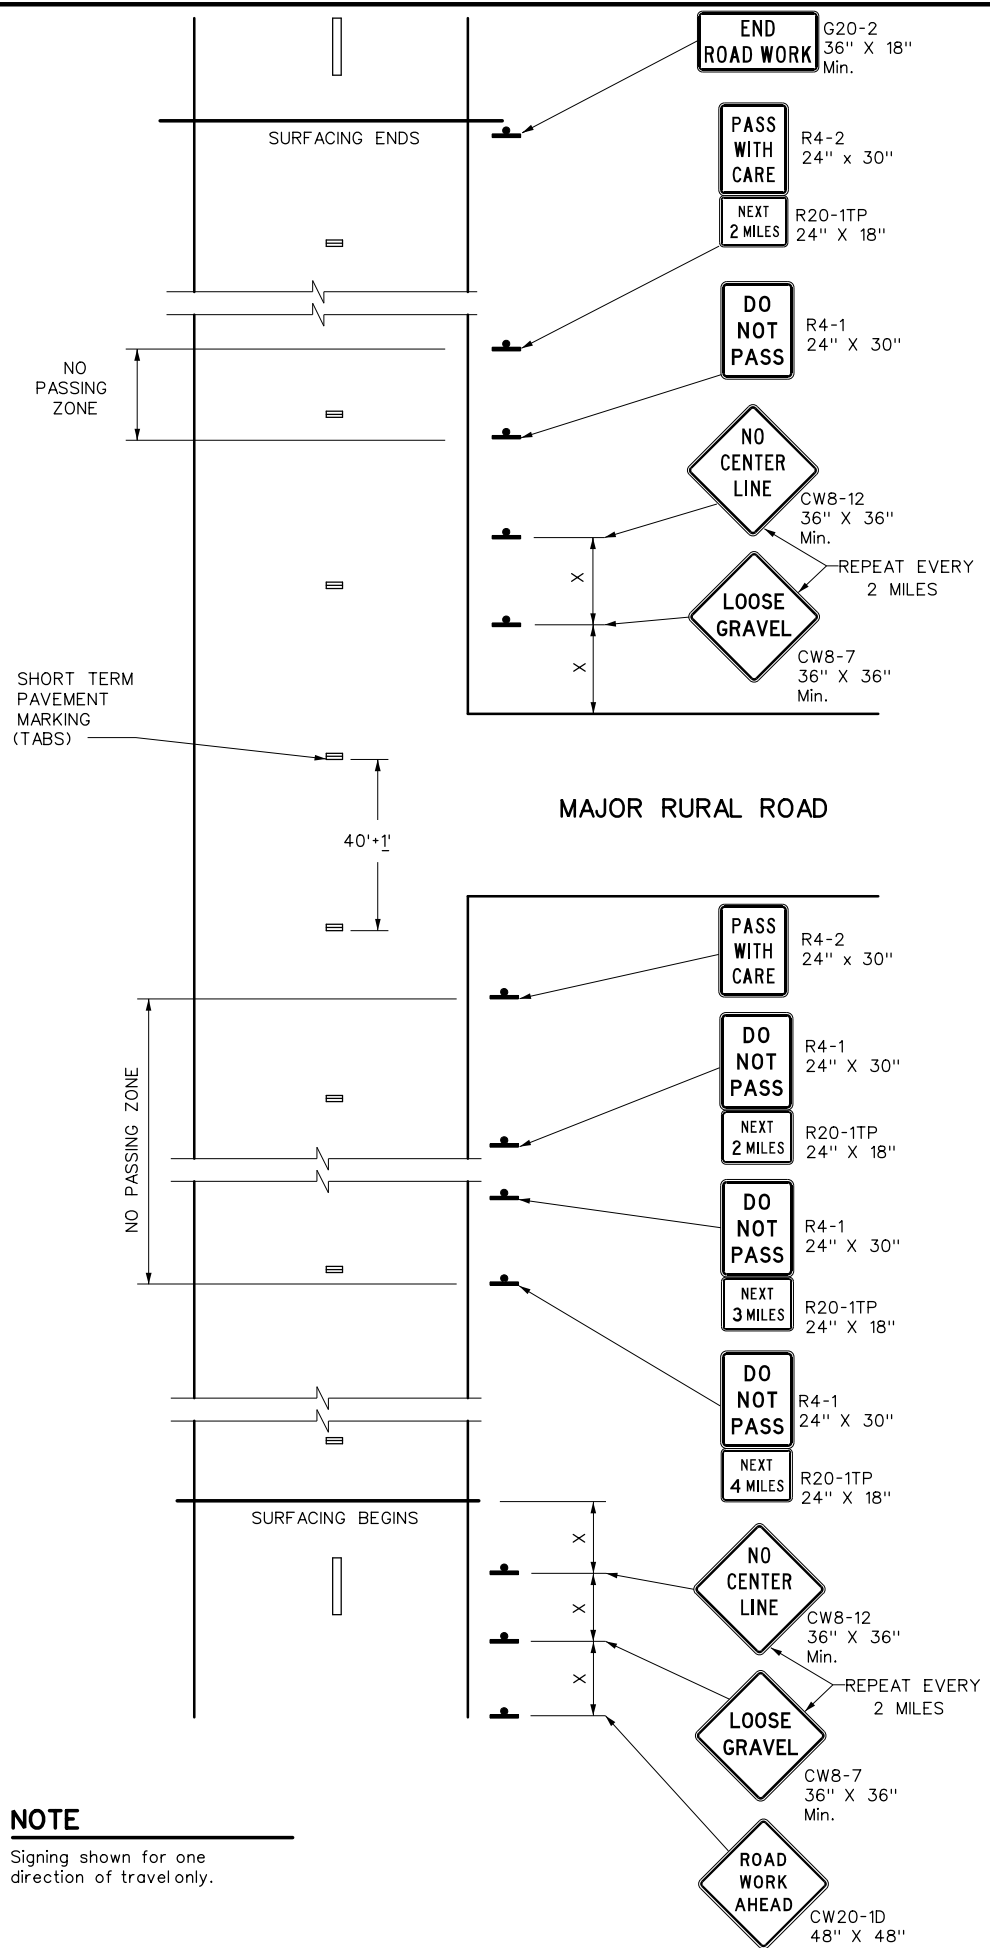 END
ROAD WORK
G20-2
36" X 18"
Min.
SURFACING ENDS
PASS
WITH
CARE
R4-2
24" x 30"
NEXT
2 MILES
R20-1TP
24" X 18"
DO
NOT
PASS
R4-1
24" X 30"
NO
PASSING
ZONE
NO
CENTER
LINE
CW8-12
36" X 36"
Min.
X
REPEAT EVERY
2 MILES
LOOSE
GRAVEL
CW8-7
36" X 36"
Min.
X
SHORT TERM
PAVEMENT
MARKING
(TABS)
MAJOR RURAL ROAD
40'+1'
PASS
WITH
CARE
R4-2
24" x 30"
DO
NOT
PASS
R4-1
24" X 30"
NEXT
2 MILES
R20-1TP
24" X 18"
NO PASSING ZONE
DO
NOT
PASS
R4-1
24" X 30"
NEXT
3 MILES
R20-1TP
24" X 18"
DO
NOT
PASS
R4-1
24" X 30"
NEXT
4 MILES
R20-1TP
24" X 18"
SURFACING BEGINS
X
NO
CENTER
LINE
CW8-12
36" X 36"
Min.
X
REPEAT EVERY
2 MILES
X
LOOSE
GRAVEL
CW8-7
36" X 36"
Min.
NOTE
Signing shown for one
direction of travel only.
ROAD
WORK
AHEAD
CW20-1D
48" X 48"